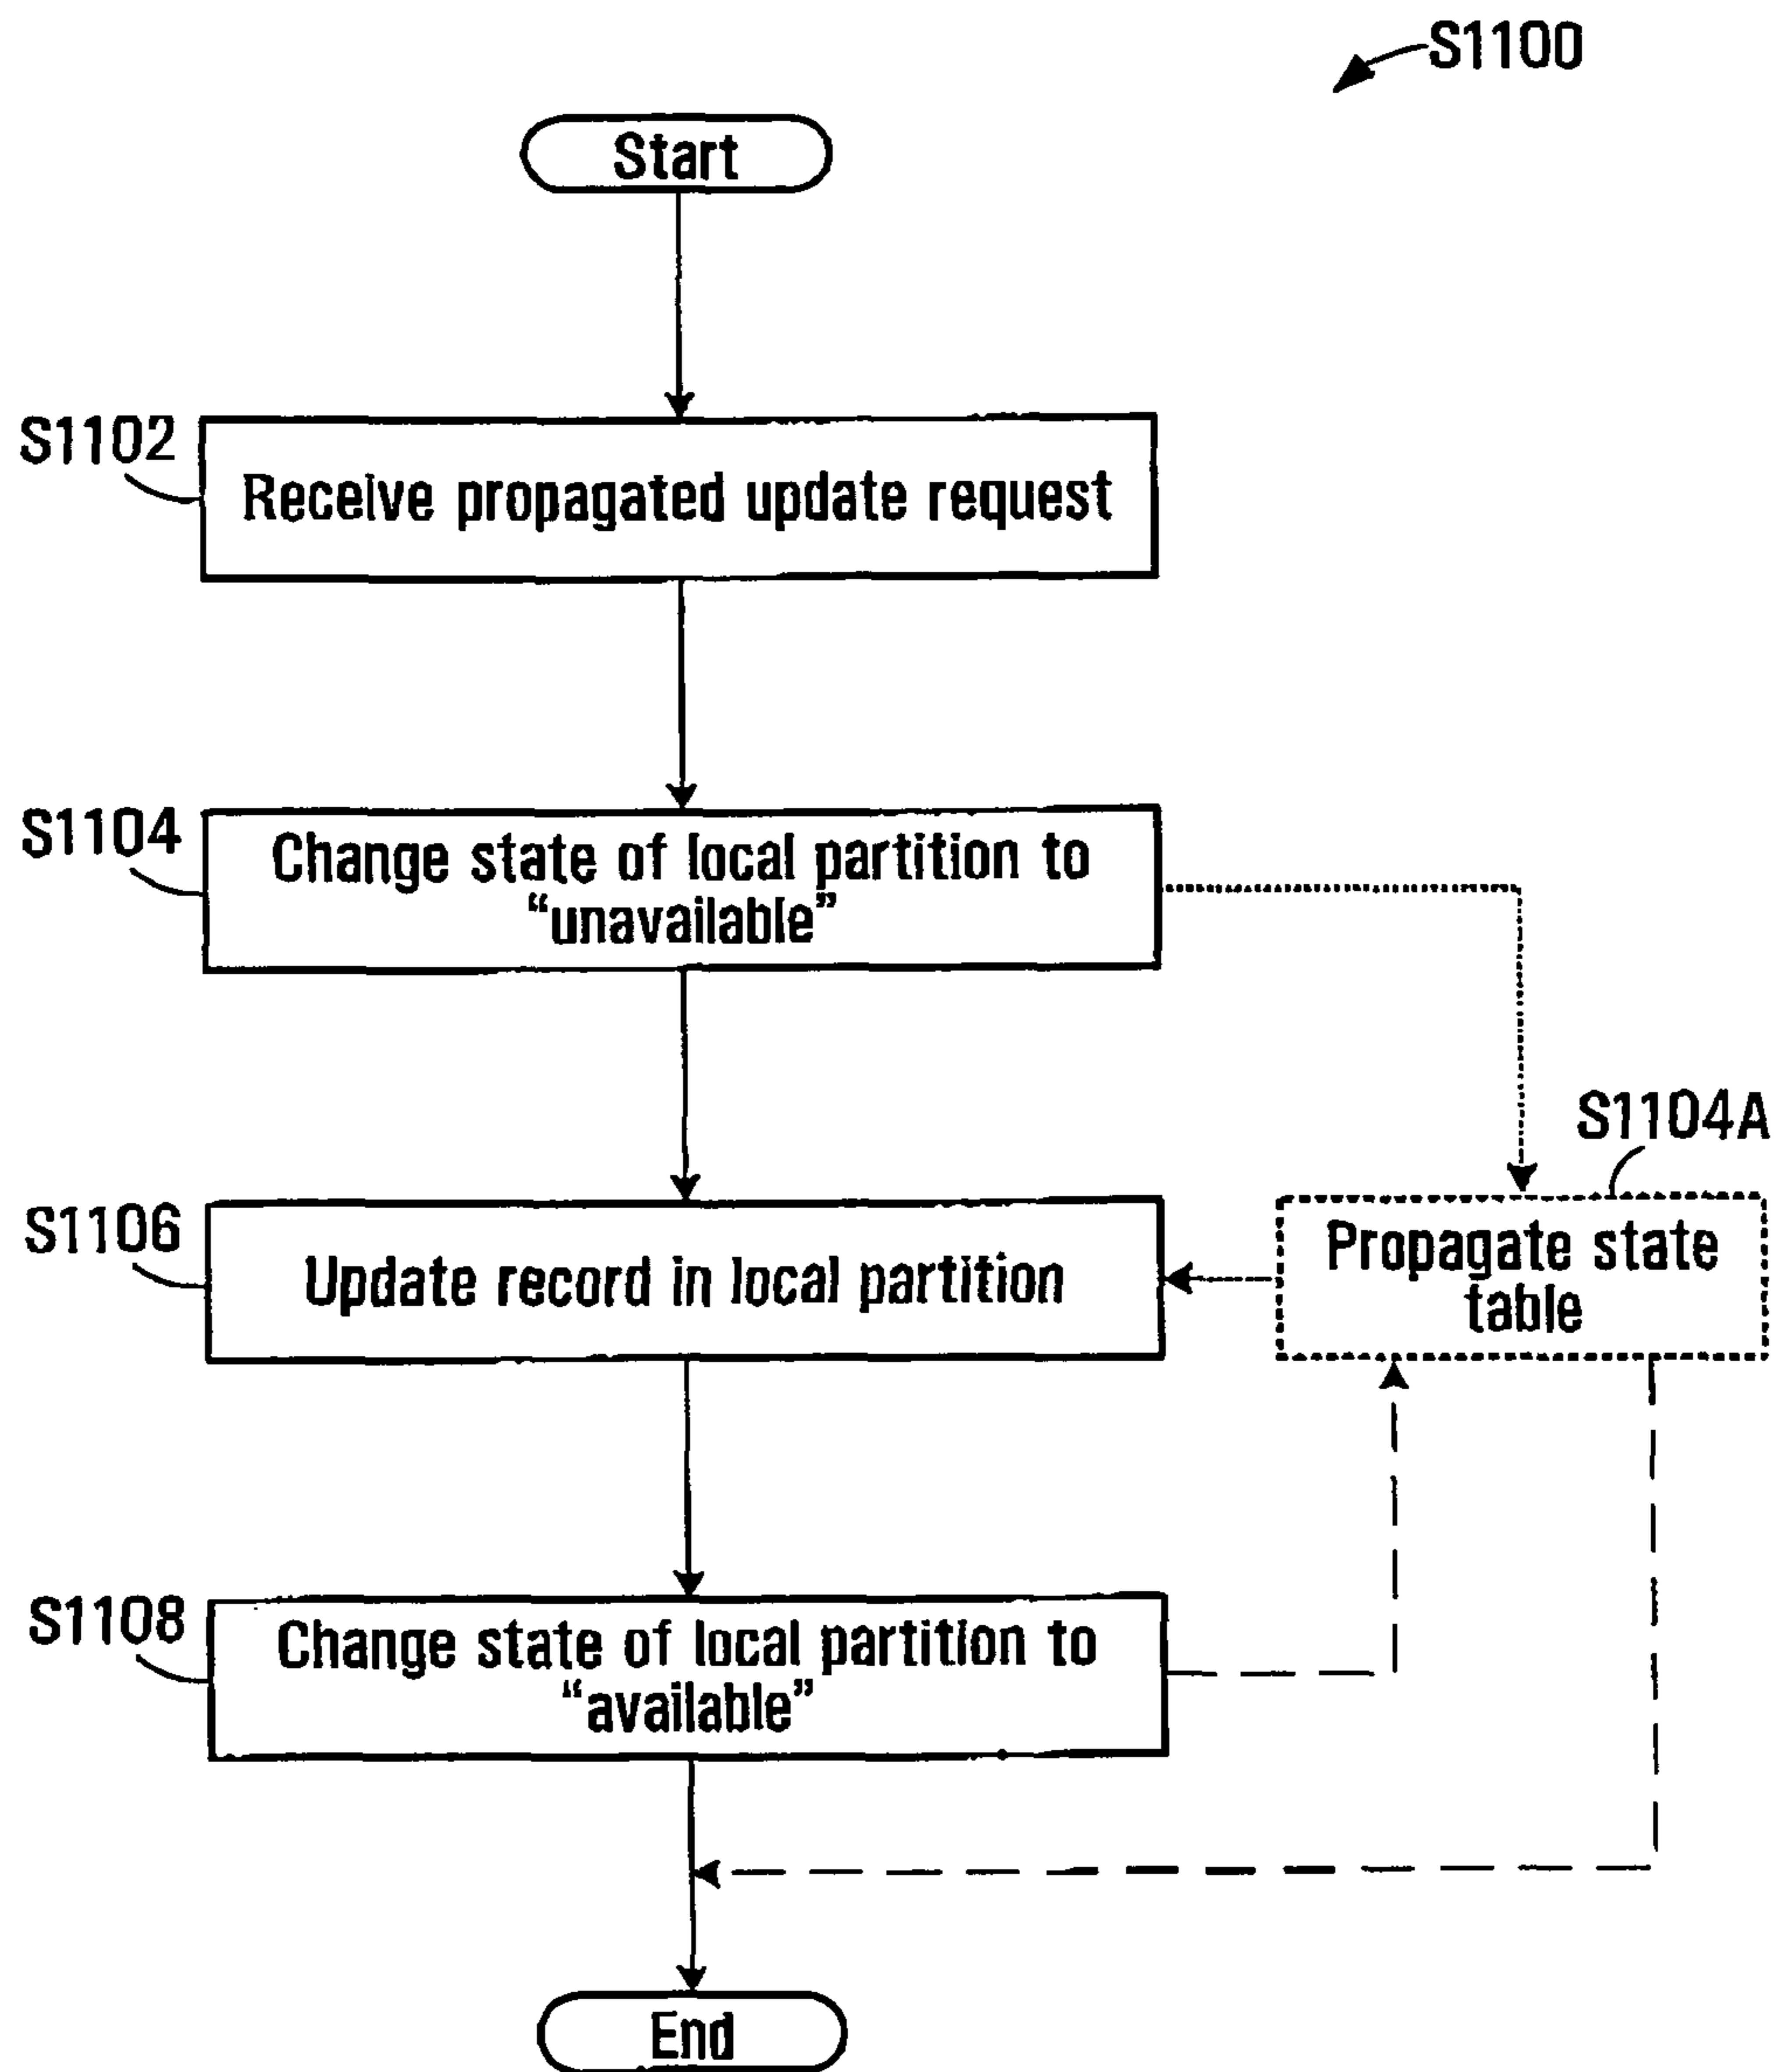 S1100
Start
S1102
Receive propagated update request
S1104
Change state of local partition to
“unavailable”
S1104A
Propagate state
table
S1106
Update record in local partition
S1108
Change state of local partition to
“available”
End